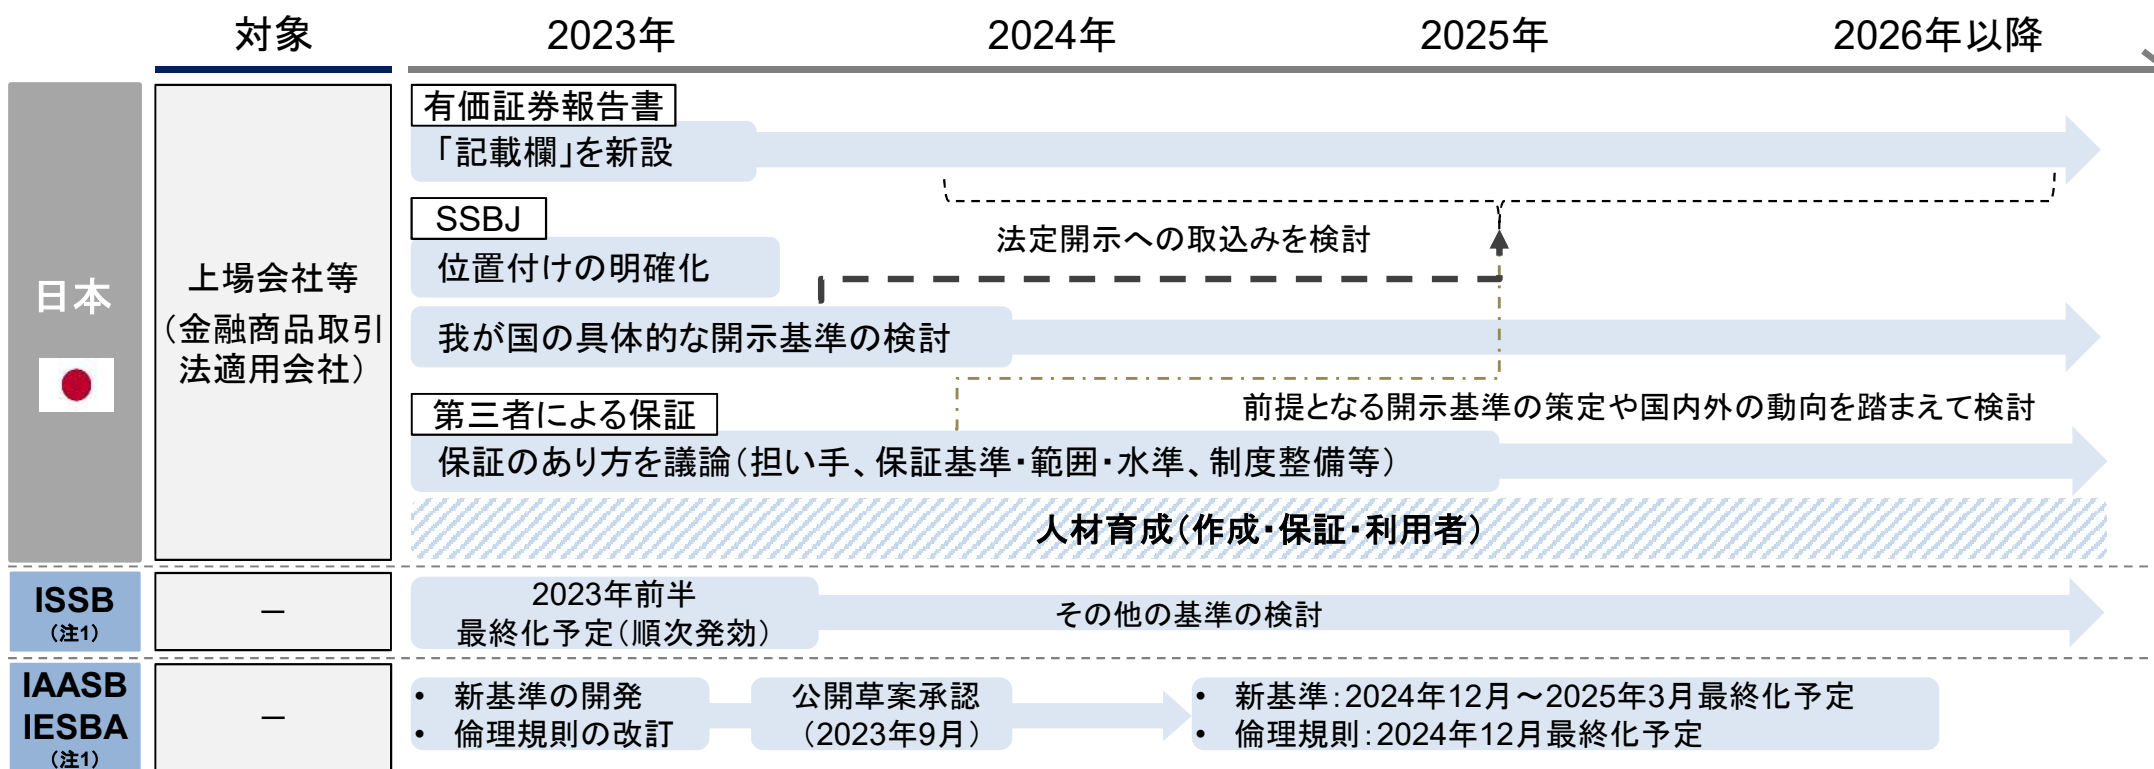 対象
2023年
2024年
2025年
2026年以降
日本
上場会社等
（金融商品取引
法適用会社）
有価証券報告書
「記載欄」を新設
SSBJ
位置付けの明確化
法定開示への取込みを検討
我が国の具体的な開示基準の検討
第三者による保証
前提となる開示基準の策定や国内外の動向を踏まえて検討
保証のあり方を議論（担い手、保証基準・範囲・水準、制度整備等）
人材育成（作成・保証・利用者）
ISSB
（注1）
－
2023年前半
最終化予定（順次発効）
その他の基準の検討
IAASB
IESBA
（注1）
－
• 新基準の開発
• 倫理規則の改訂
公開草案承認
（2023年9月）
• 新基準：2024年12月～2025年3月最終化予定
• 倫理規則：2024年12月最終化予定